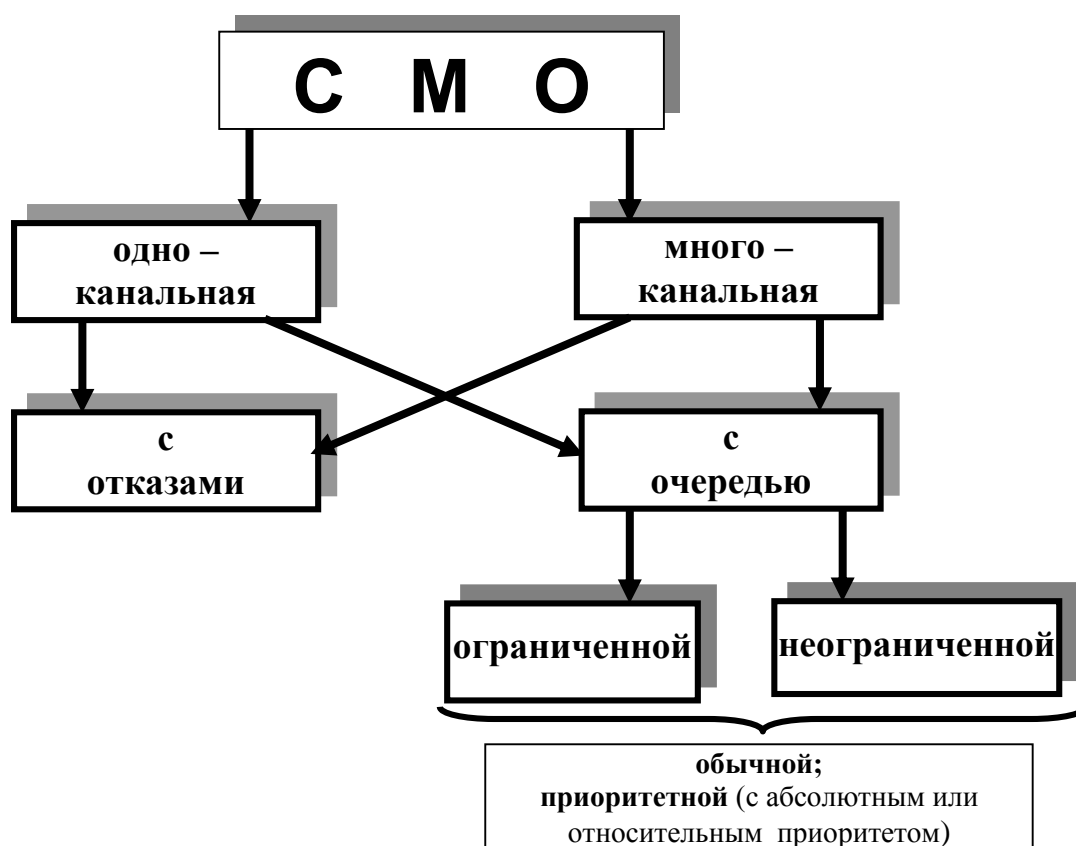 С М О
одно –
канальная
много –
канальная
с
отказами
с
очередью
ограниченной
неограниченной
обычной;
приоритетной (с абсолютным или
относительным приоритетом)